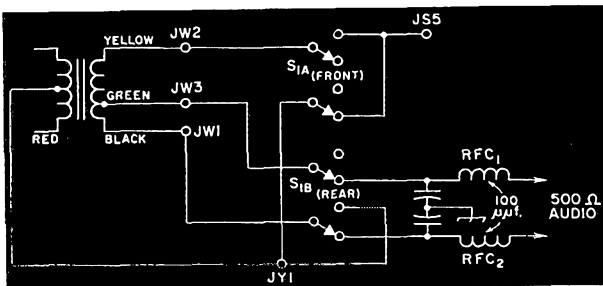 YELLOW
JW2
JS5
S1A (FRONT)
GREEN
JW3
RED
BLACK
JW1
S1B (REAR)
RFC1
100
μμf.
500 Ω
AUDIO
RFC2
JY1